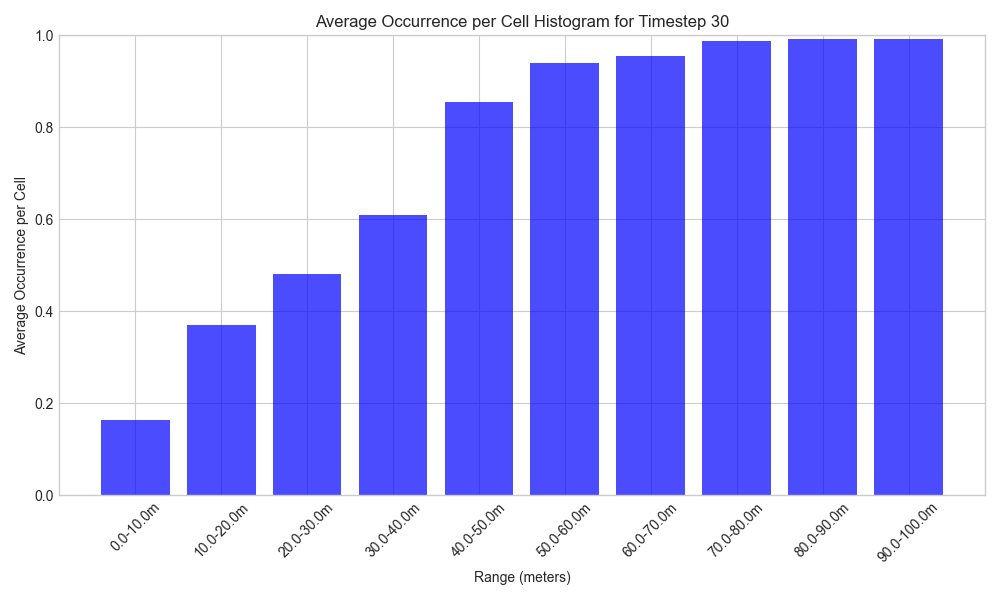 Average Occurrence per Cell Histogram for Timestep 30
1.0
0.8
0.6
0.4
0.2
0.0
Average Occurrence per Cell
0.0-10.0m
10.0-20.0m
20.0-30.0m
30.0-40.0m
40.0-50.0m
50.0-60.0m
60.0-70.0m
70.0-80.0m
80.0-90.0m
90.0-100.0m
Range (meters)